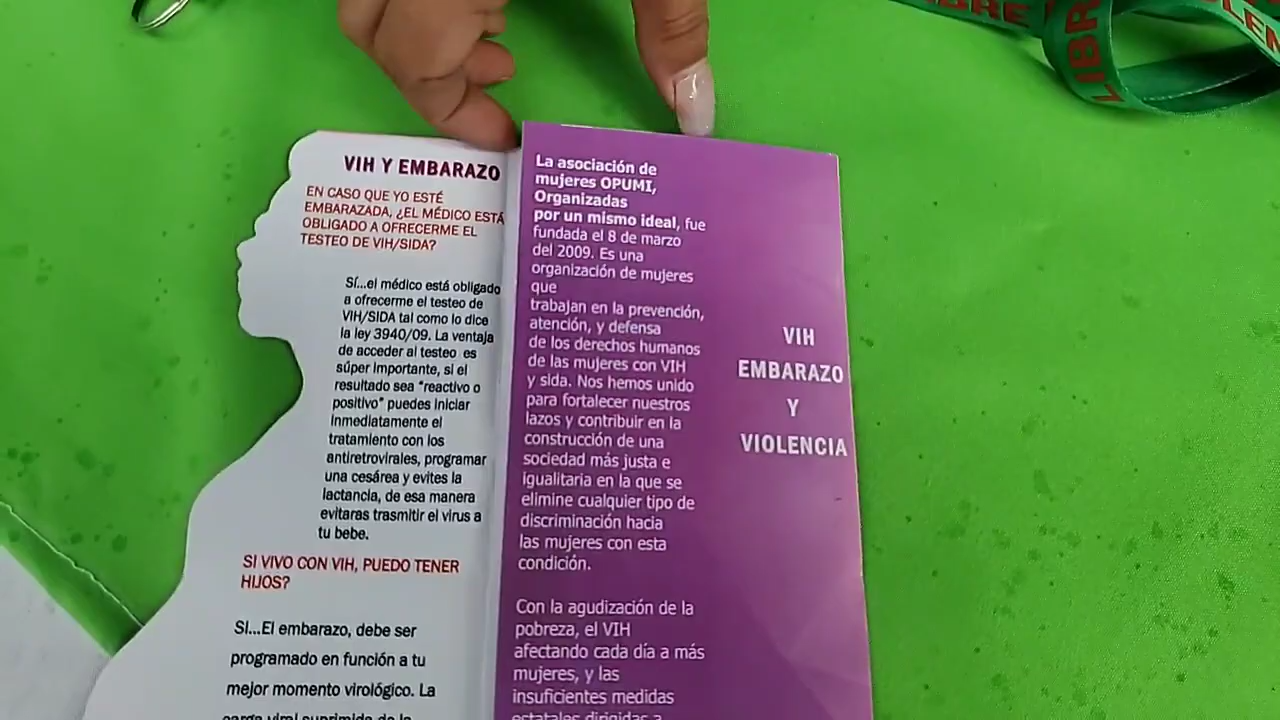 VIH Y EMBARAZO
EN CASO QUE YO ESTÉ
EMBARAZADA, ¿EL MÉDICO ESTÁ
OBLIGADO A OFRECERME EL
TESTEO DE VIH/SIDA?
Sí...el médico está obligado
a ofrecerme el testeo de
VIH/SIDA tal como lo dice
la ley 3940/09. La ventaja
de acceder al testeo es
súper importante, si el
resultado sea "reactivo o
positivo" puedes iniciar
inmediatamente el
tratamiento con los
antiretrovirales, programar
una cesárea y evites la
lactancia, de esa manera
evitaras trasmitir el virus a
tu bebe.
SI VIVO CON VIH, PUEDO TENER
HIJOS?
SI...El embarazo, debe ser
programado en función a tu
mejor momento virológico. La
carga viral suprimida de la
La asociación de
mujeres OPUMI,
Organizadas
por un mismo ideal, fue
fundada el 8 de marzo
del 2009. Es una
organización de mujeres
que
trabajan en la prevención,
atención, y defensa
de los derechos humanos
de las mujeres con VIH
y sida. Nos hemos unido
para fortalecer nuestros
lazos y contribuir en la
construcción de una
sociedad más justa e
igualitaria en la que se
elimine cualquier tipo de
discriminación hacia
las mujeres con esta
condición.
Con la agudización de la
pobreza, el VIH
afectando cada día a más
mujeres, y las
insuficientes medidas
estatales dirigidas a
VIH
EMBARAZO
Y
VIOLENCIA